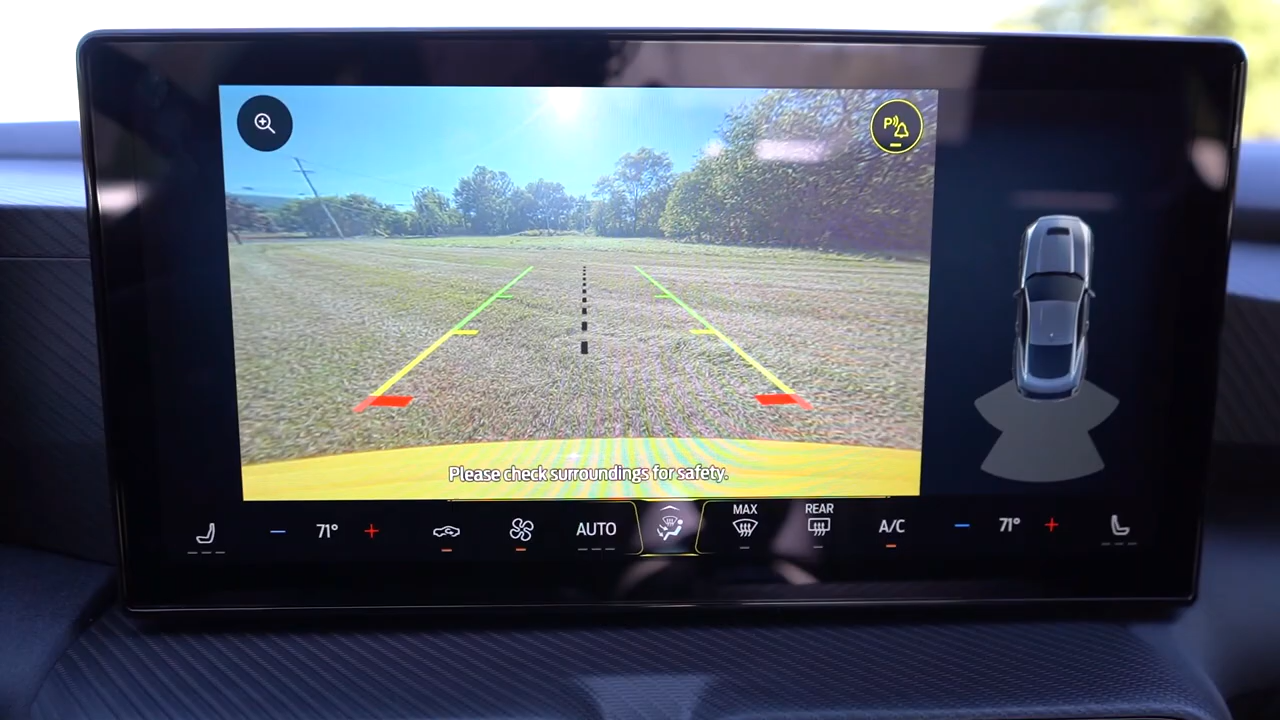 P
Please check surroundings for safety.
71°
AUTO
MAX
REAR
A/C
71°